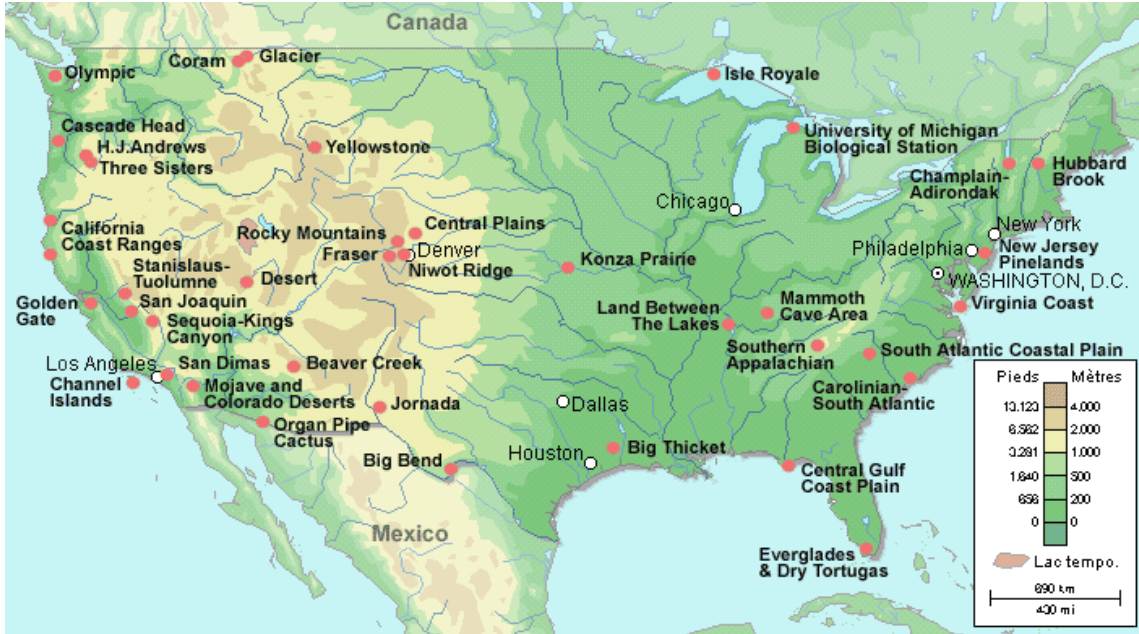 Canada
Coram
Glacier
Olympic
Isle Royale
Cascade Head
H.J.Andrews
Three Sisters
Yellowstone
University of Michigan
Biological Station
Champlain-
Adirondak
Hubbard
Brook
Chicago
New York
Philadelphia
New Jersey
Pinelands
WASHINGTON, D.C.
Virginia Coast
California
Coast Ranges
Rocky Mountains
Central Plains
Fraser
Denver
Niwot Ridge
Konza Prairie
Stanislaus-
Tuolumne
Desert
Golden
Gate
San Joaquin
Sequoia-Kings
Canyon
Land Between
The Lakes
Mammoth
Cave Area
Southern
Appalachian
South Atlantic Coastal Plain
Carolinian-
South Atlantic
Los Angeles
San Dimas
Beaver Creek
Channel
Islands
Mojave and
Colorado Deserts
Jornada
Dallas
Organ Pipe
Cactus
Big Bend
Houston
Big Thicket
Central Gulf
Coast Plain
Mexico
Everglades
& Dry Tortugas
Pieds Mètres
13.123 4.000
6.562 2.000
3.281 1.000
1.640 500
656 200
0 0
Lac tempo.
690 km
430 mi